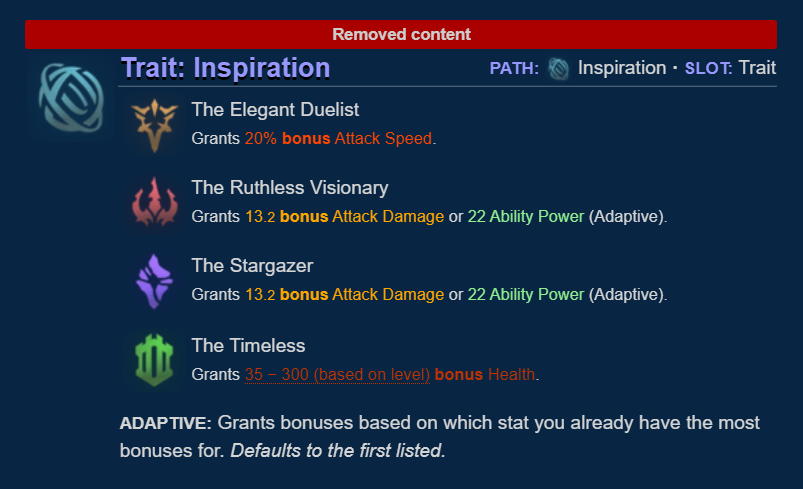 Removed content
Trait: Inspiration
PATH: Inspiration • SLOT: Trait
The Elegant Duelist
Grants 20% bonus Attack Speed.
The Ruthless Visionary
Grants 13.2 bonus Attack Damage or 22 Ability Power (Adaptive).
The Stargazer
Grants 13.2 bonus Attack Damage or 22 Ability Power (Adaptive).
The Timeless
Grants 35 − 300 (based on level) bonus Health.
ADAPTIVE: Grants bonuses based on which stat you already have the most
bonuses for. Defaults to the first listed.